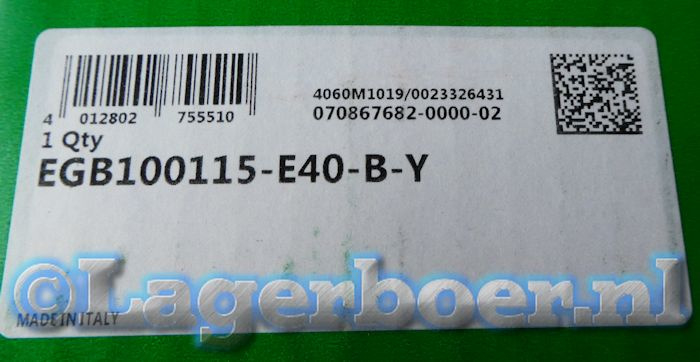 4060M1019/0023326431
070867682-0000-02
4 012802 755510
1 Qty
EGB100115-E40-B-Y
©Lagerboer.nl
MADE IN ITALY